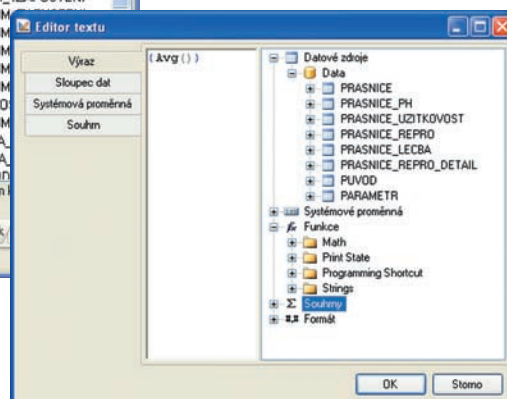 Editor textu
Výraz
Sloupec dat
Systémová proměnná
Souhrn
(Avg())
Datové zdroje
Data
PRASNICE
PRASNICE_PH
PRASNICE_UZITKOVOST
PRASNICE_REPRO
PRASNICE_LECBA
PRASNICE_REPRO_DETAIL
PUVOD
PARAMETR
Systémová proměnná
Funkce
Math
Print State
Programming Shortcut
Strings
Σ Souhrny
#,# Formát
OK
Storno